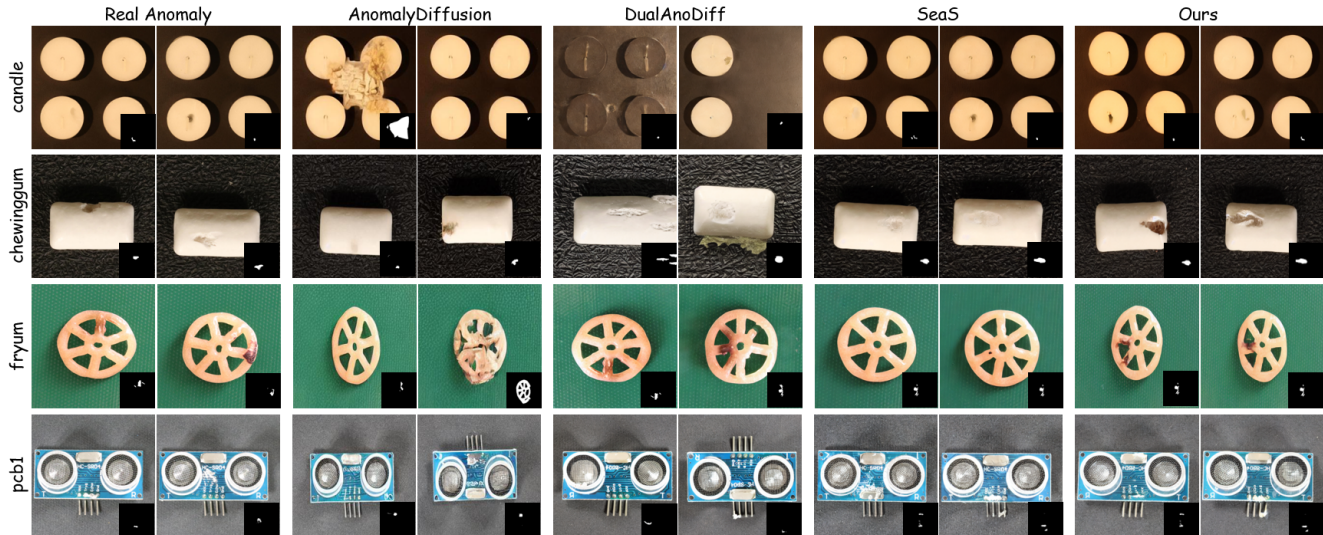 Real Anomaly AnomalyDiffusion DualAnoDiff SeaS Ours
candle
chewinggum
fryum
pcb1